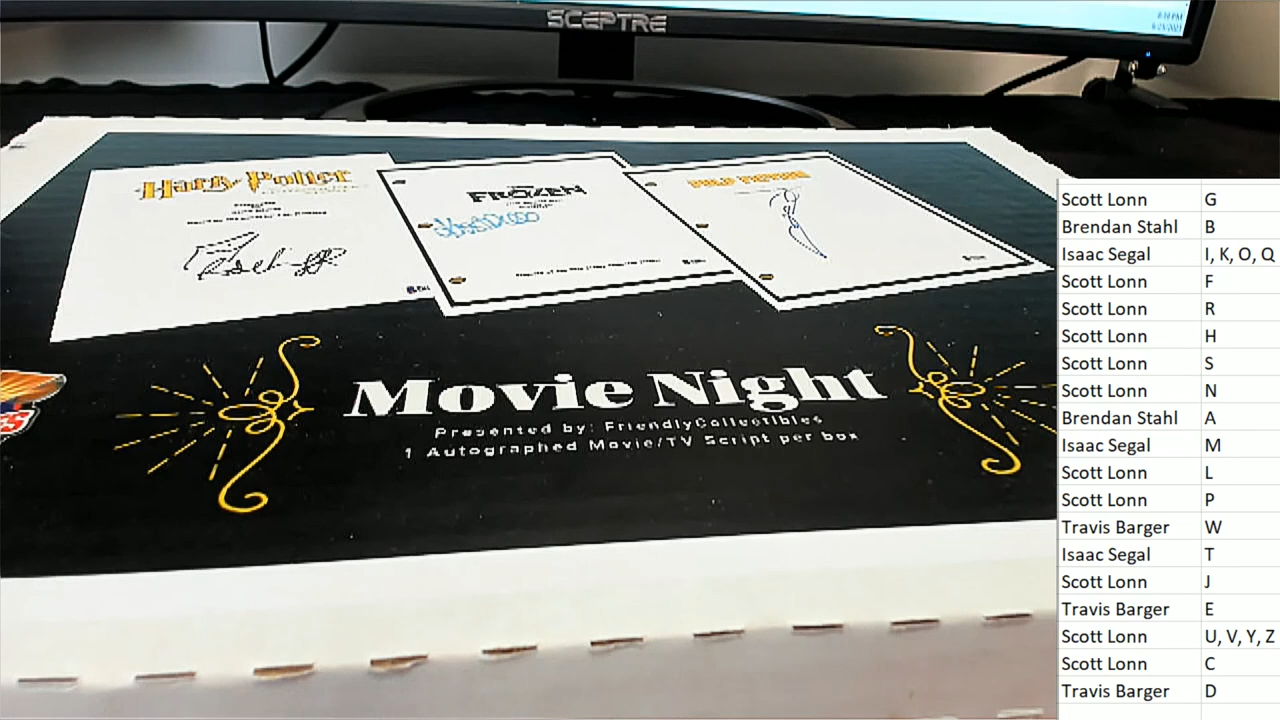 SCEPTRE
Harry Potter
FROZEN
PULP FICTION
Movie Night
Presented by: FriendlyCollectibles
1 Autographed Movie/TV Script per box
Scott Lonn G
Brendan Stahl B
Isaac Segal I, K, O, Q
Scott Lonn F
Scott Lonn R
Scott Lonn H
Scott Lonn S
Scott Lonn N
Brendan Stahl A
Isaac Segal M
Scott Lonn L
Scott Lonn P
Travis Barger W
Isaac Segal T
Scott Lonn J
Travis Barger E
Scott Lonn U, V, Y, Z
Scott Lonn C
Travis Barger D